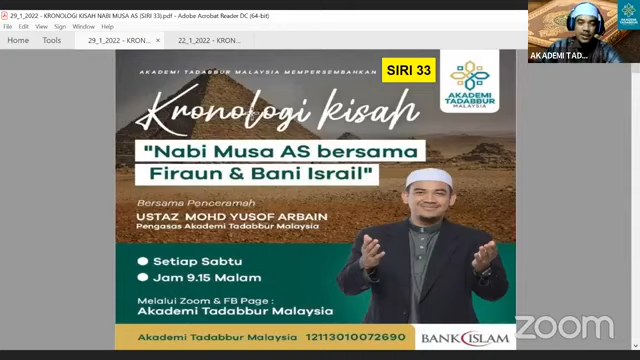 29_1_2022 - KRONOLOGI KISAH NABI MUSA AS (SIRI 33).pdf - Adobe Acrobat Reader DC (64-bit)
File Edit View Sign Window Help
Home Tools 29_1_2022 - KRON... × 22_1_2022 - KRON...
AKADEMI TAD...
AKADEMI TADABBUR MALAYSIA MEMPERSEMBAHKAN
SIRI 33
AKADEMI
TADABBUR
MALAYSIA
Kronologi kisah
"Nabi Musa AS bersama
Firaun & Bani Israil"
Bersama Penceramah
USTAZ MOHD YUSOF ARBAIN
Pengasas Akademi Tadabbur Malaysia
Setiap Sabtu
Jam 9.15 Malam
Melalui Zoom & FB Page :
Akademi Tadabbur Malaysia
Akademi Tadabbur Malaysia 12113010072690 BANK ISLAM
zoom